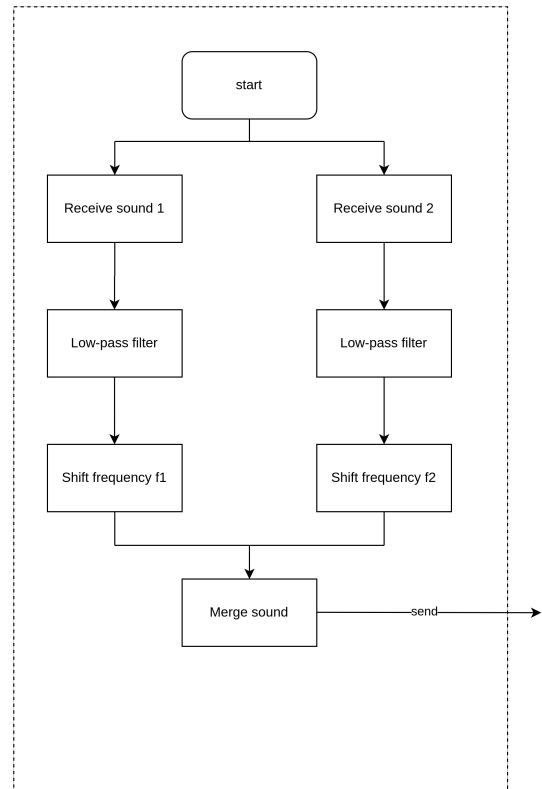 start
Receive sound 1
Receive sound 2
Low-pass filter
Low-pass filter
Shift frequency f1
Shift frequency f2
Merge sound
send